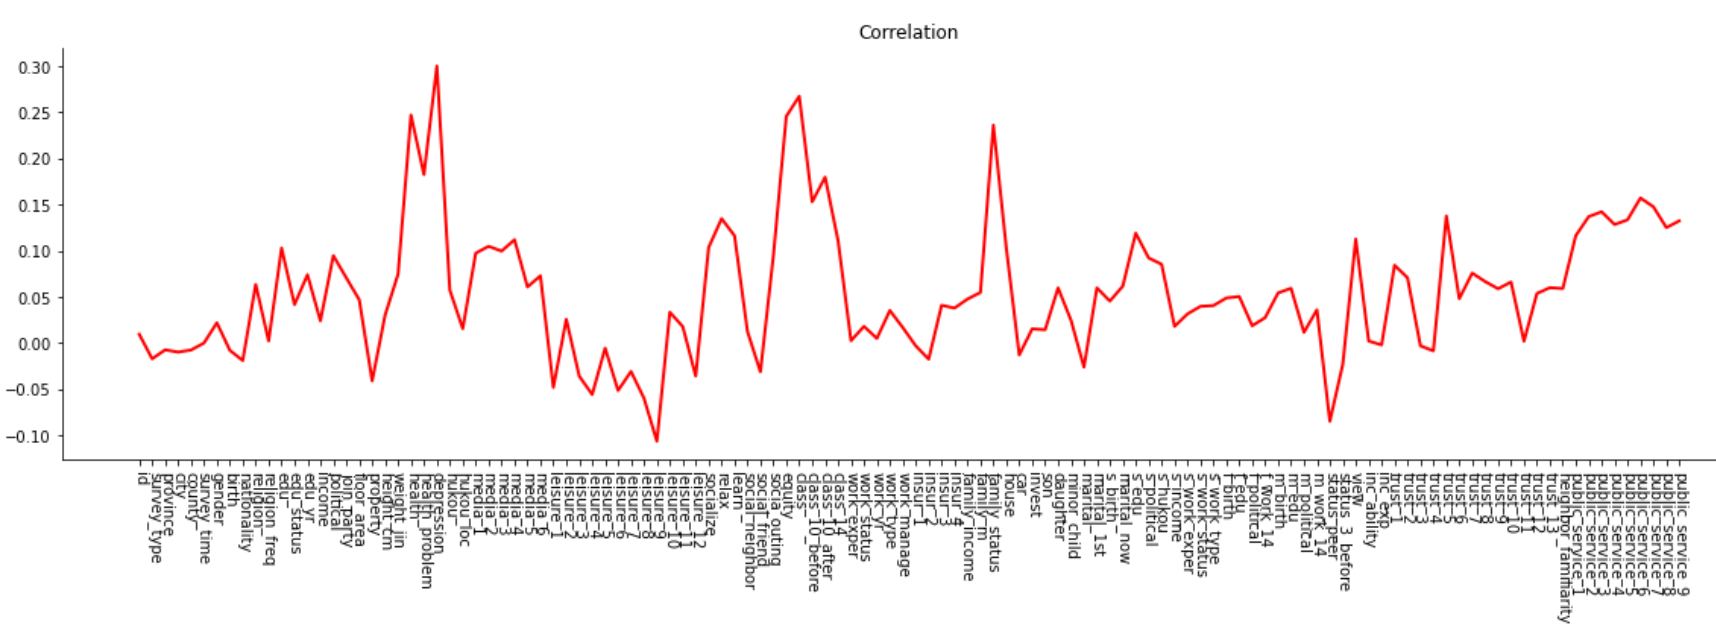 Correlation
0.30
0.25
0.20
0.15
0.10
0.05
0.00
−0.05
−0.10
id
survey_type
province
city
county
survey_time
gender
birth
nationality
religion
religion_freq
edu
edu_status
edu_yr
income
political
join_party
floor_area
property
height_cm
weight_jin
health
health_problem
depression
hukou
hukou_loc
media_1
media_2
media_3
media_4
media_5
media_6
leisure_1
leisure_2
leisure_3
leisure_4
leisure_5
leisure_6
leisure_7
leisure_8
leisure_9
leisure_10
leisure_11
leisure_12
socialize
relax
learn
social_neighbor
social_friend
socia_outing
equity
class
class_10_before
class_10_after
class_14
work_exper
work_status
work_yr
work_type
work_manage
insur_1
insur_2
insur_3
insur_4
family_income
family_m
family_status
house
car
invest
son
daughter
minor_child
marital
marital_1st
s_birth
marital_now
s_edu
s_political
s_hukou
s_income
s_work_exper
s_work_status
s_work_type
f_birth
f_edu
f_political
f_work_14
m_birth
m_edu
m_political
m_work_14
status_peer
status_3_before
view
inc_ability
inc_exp
trust_1
trust_2
trust_3
trust_4
trust_5
trust_6
trust_7
trust_8
trust_9
trust_10
trust_11
trust_12
trust_13
neighbor_familiarity
public_service_1
public_service_2
public_service_3
public_service_4
public_service_5
public_service_6
public_service_7
public_service_8
public_service_9